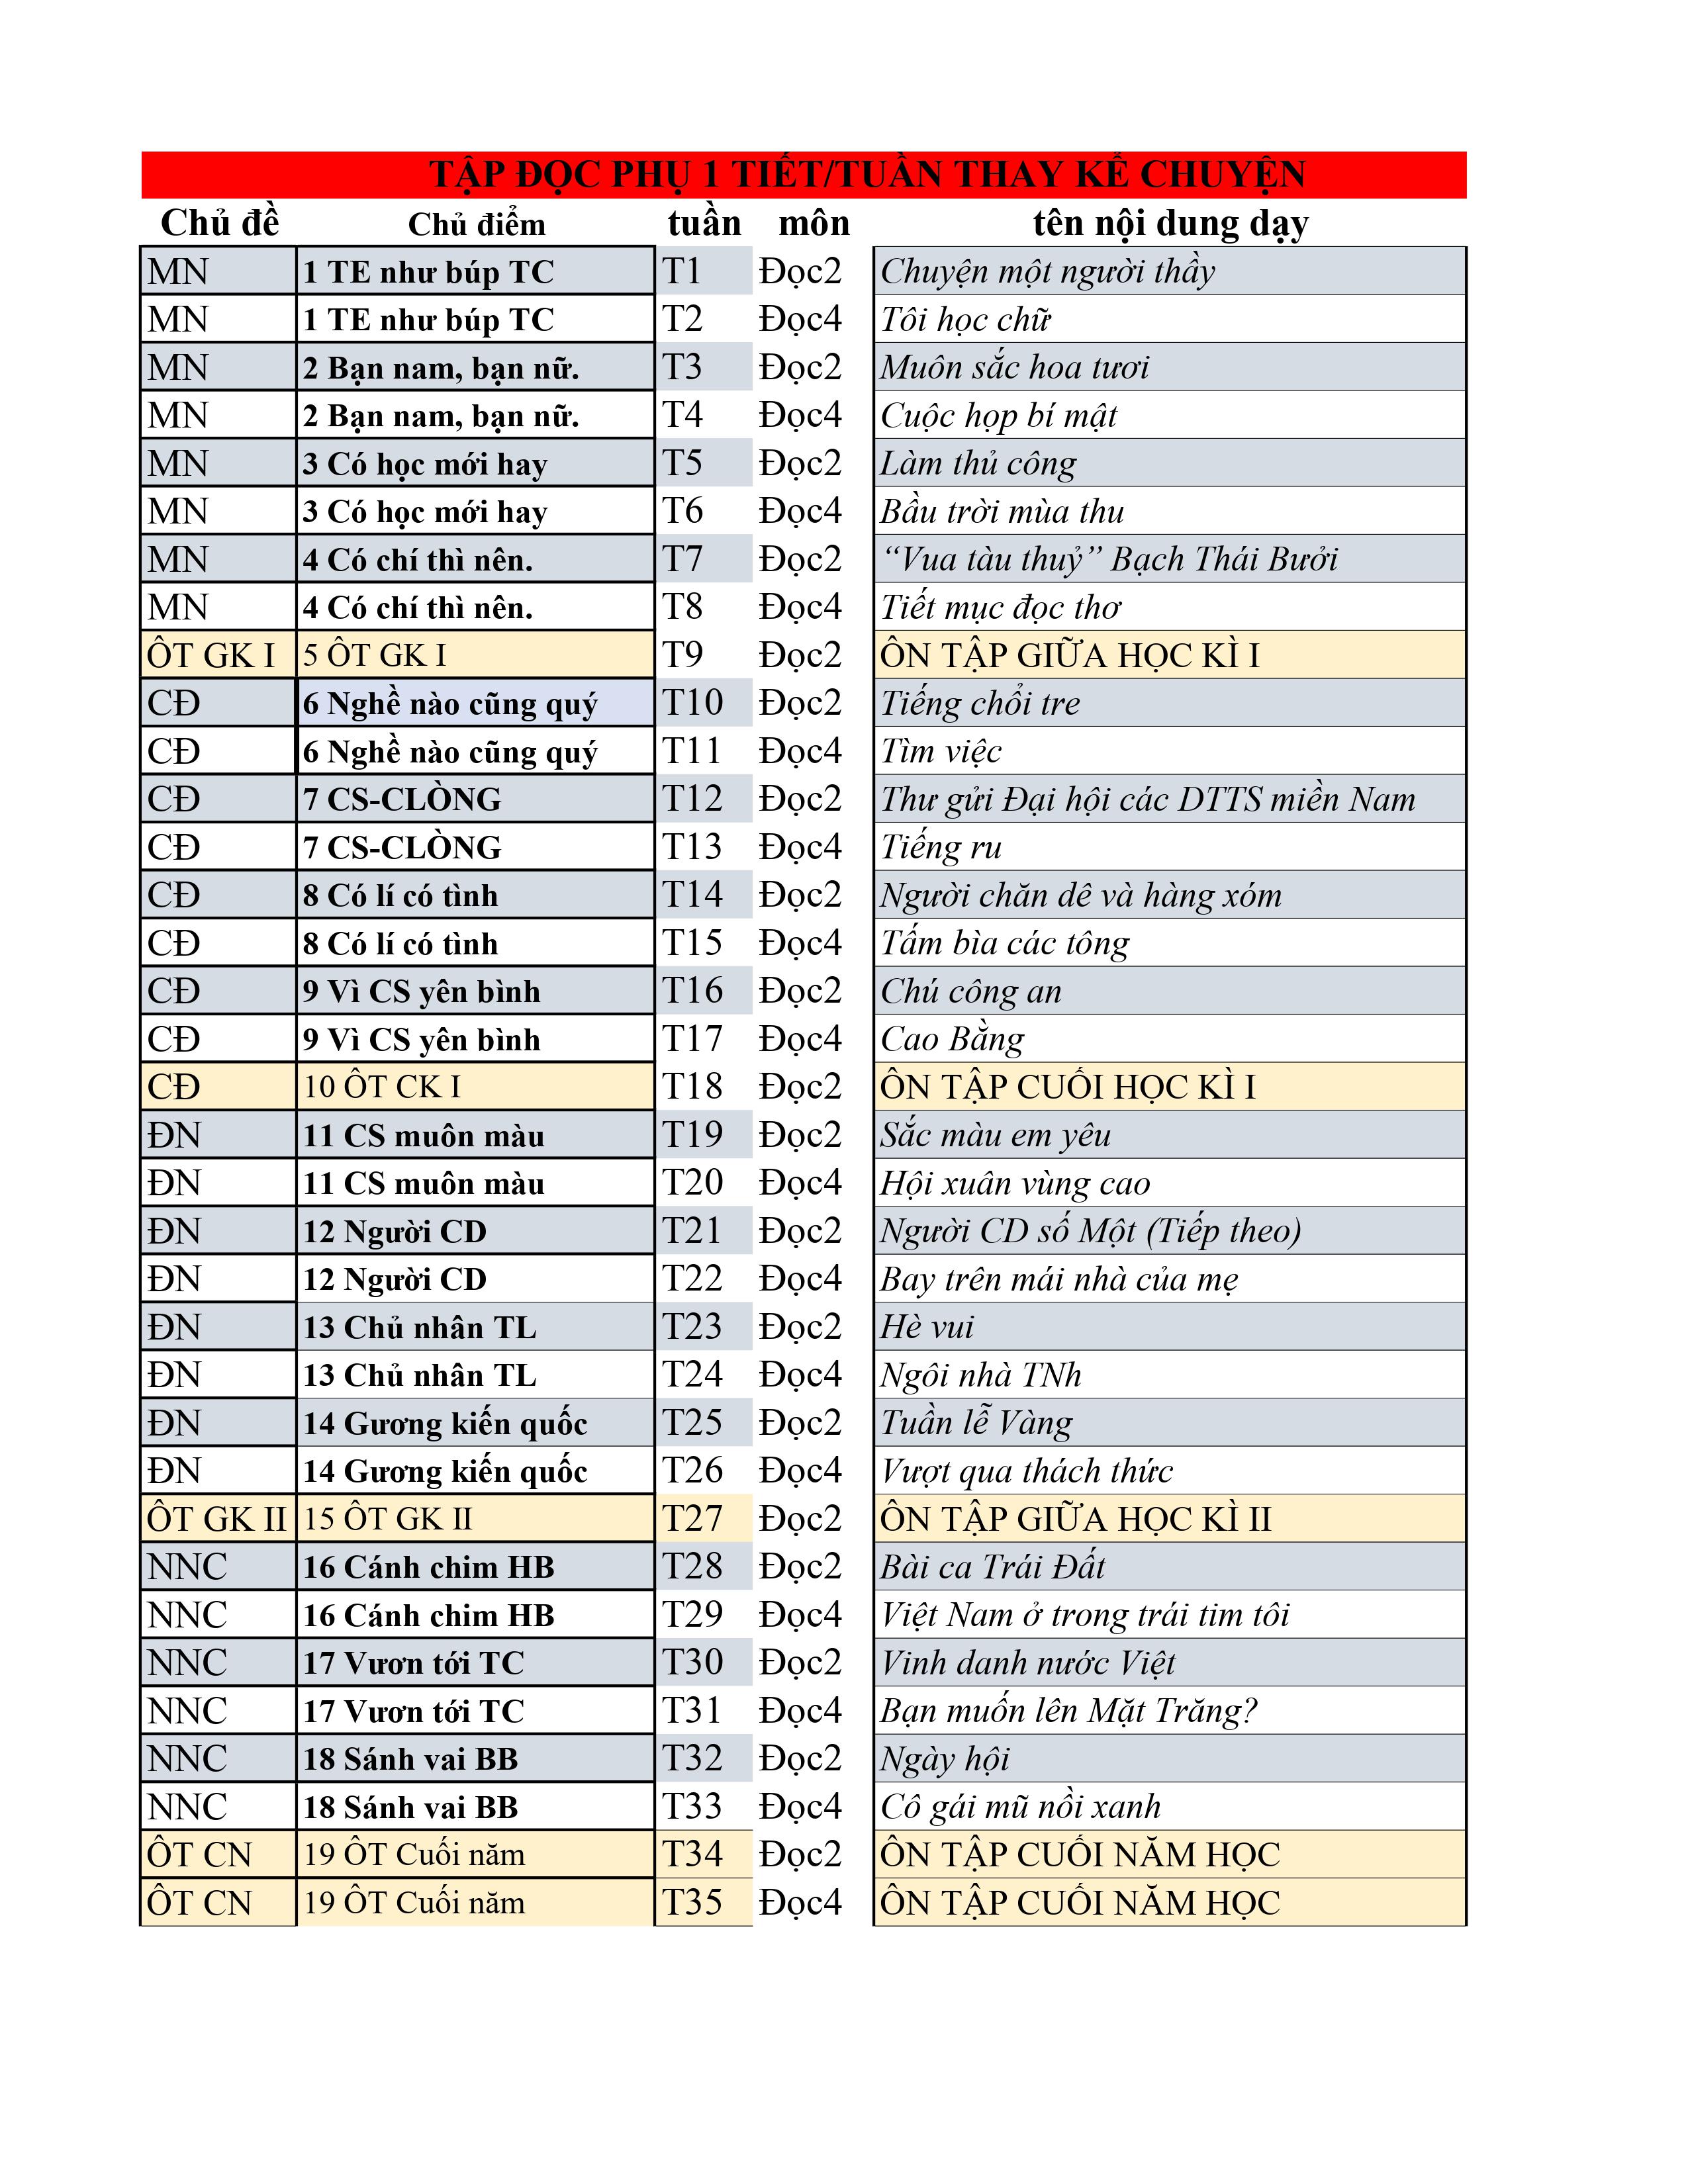 TẬP ĐỌC PHỤ 1 TIẾT/TUẦN THAY KỂ CHUYỆN
Chủ đề Chủ điểm tuần môn tên nội dung dạy
MN 1 TE như búp TC T1 Đọc2 Chuyện một người thầy
MN 1 TE như búp TC T2 Đọc4 Tôi học chữ
MN 2 Bạn nam, bạn nữ. T3 Đọc2 Muôn sắc hoa tươi
MN 2 Bạn nam, bạn nữ. T4 Đọc4 Cuộc họp bí mật
MN 3 Có học mới hay T5 Đọc2 Làm thủ công
MN 3 Có học mới hay T6 Đọc4 Bầu trời mùa thu
MN 4 Có chí thì nên. T7 Đọc2 “Vua tàu thuỷ” Bạch Thái Bưởi
MN 4 Có chí thì nên. T8 Đọc4 Tiết mục đọc thơ
ÔT GK I 5 ÔT GK I T9 Đọc2 ÔN TẬP GIỮA HỌC KÌ I
CĐ 6 Nghề nào cũng quý T10 Đọc2 Tiếng chổi tre
CĐ 6 Nghề nào cũng quý T11 Đọc4 Tìm việc
CĐ 7 CS-CLÒNG T12 Đọc2 Thư gửi Đại hội các DTTS miền Nam
CĐ 7 CS-CLÒNG T13 Đọc4 Tiếng ru
CĐ 8 Có lí có tình T14 Đọc2 Người chăn dê và hàng xóm
CĐ 8 Có lí có tình T15 Đọc4 Tấm bìa các tông
CĐ 9 Vì CS yên bình T16 Đọc2 Chú công an
CĐ 9 Vì CS yên bình T17 Đọc4 Cao Bằng
CĐ 10 ÔT CK I T18 Đọc2 ÔN TẬP CUỐI HỌC KÌ I
ĐN 11 CS muôn màu T19 Đọc2 Sắc màu em yêu
ĐN 11 CS muôn màu T20 Đọc4 Hội xuân vùng cao
ĐN 12 Người CD T21 Đọc2 Người CD số Một (Tiếp theo)
ĐN 12 Người CD T22 Đọc4 Bay trên mái nhà của mẹ
ĐN 13 Chủ nhân TL T23 Đọc2 Hè vui
ĐN 13 Chủ nhân TL T24 Đọc4 Ngôi nhà TNh
ĐN 14 Gương kiến quốc T25 Đọc2 Tuần lễ Vàng
ĐN 14 Gương kiến quốc T26 Đọc4 Vượt qua thách thức
ÔT GK II 15 ÔT GK II T27 Đọc2 ÔN TẬP GIỮA HỌC KÌ II
NNC 16 Cánh chim HB T28 Đọc2 Bài ca Trái Đất
NNC 16 Cánh chim HB T29 Đọc4 Việt Nam ở trong trái tim tôi
NNC 17 Vươn tới TC T30 Đọc2 Vinh danh nước Việt
NNC 17 Vươn tới TC T31 Đọc4 Bạn muốn lên Mặt Trăng?
NNC 18 Sánh vai BB T32 Đọc2 Ngày hội
NNC 18 Sánh vai BB T33 Đọc4 Cô gái mũ nồi xanh
ÔT CN 19 ÔT Cuối năm T34 Đọc2 ÔN TẬP CUỐI NĂM HỌC
ÔT CN 19 ÔT Cuối năm T35 Đọc4 ÔN TẬP CUỐI NĂM HỌC